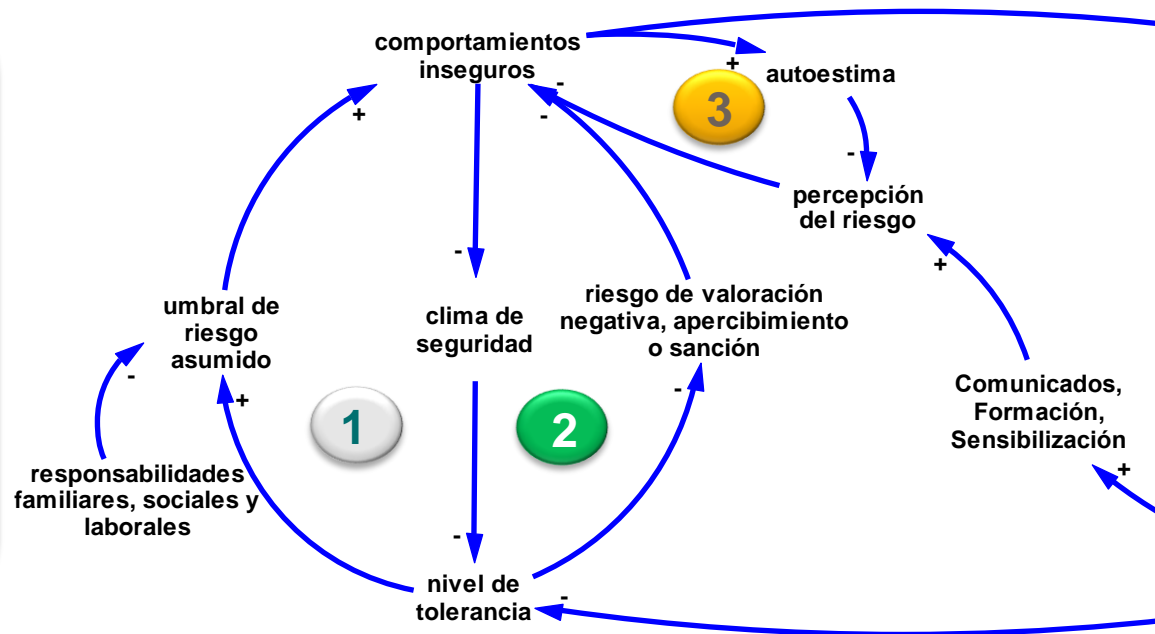 comportamientos
inseguros
+
autoestima
-
-
3
+
-
percepción
del riesgo
-
+
umbral de
riesgo
asumido
clima de
seguridad
riesgo de valoración
negativa, apercibimiento
o sanción
-
+
1
2
-
Comunicados,
Formación,
Sensibilización
+
responsabilidades
familiares, sociales y
laborales
-
nivel de
tolerancia
-